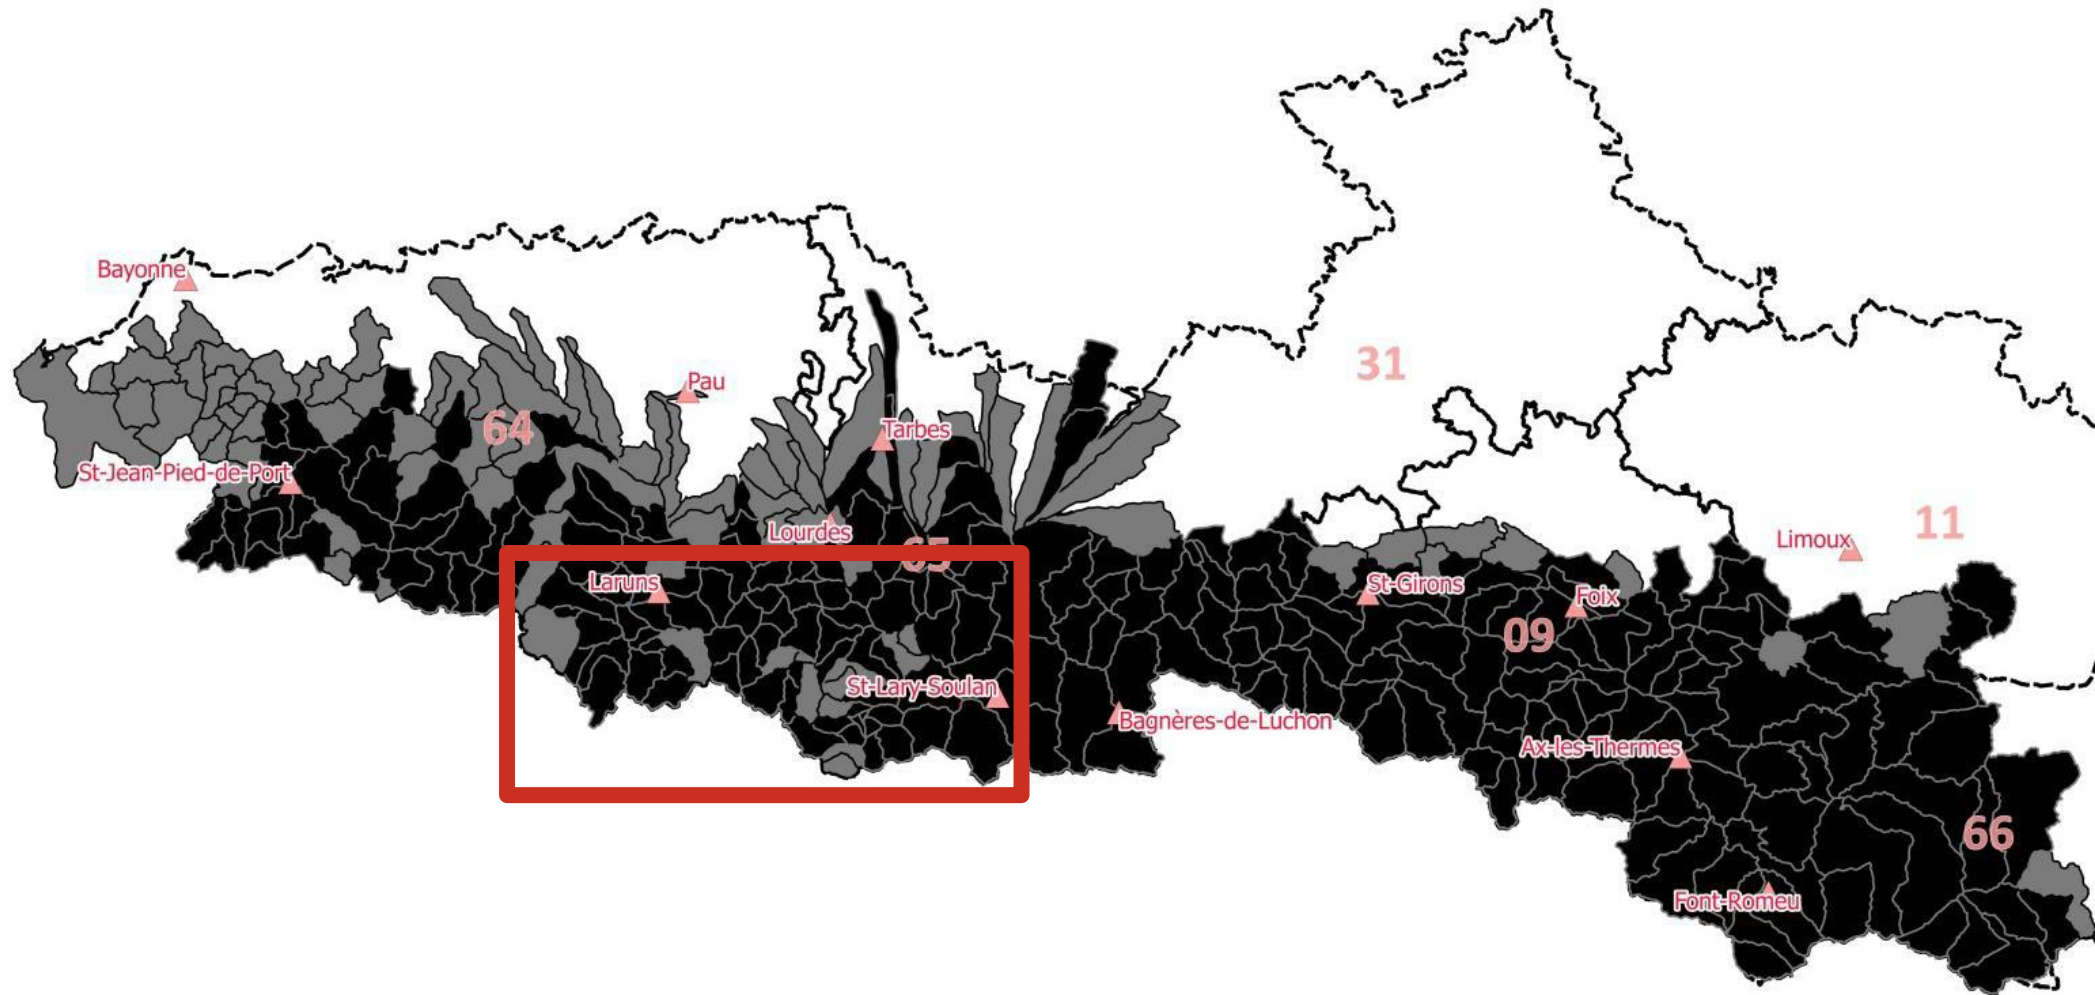 Bayonne
31
Pau
64
Tarbes
St-Jean-Pied-de-Port
Lourdes
11
Limoux
65
Laruns
St-Girons
Foix
09
St-Lary-Soulan
Bagnères-de-Luchon
Ax-les-Thermes
66
Font-Romeu